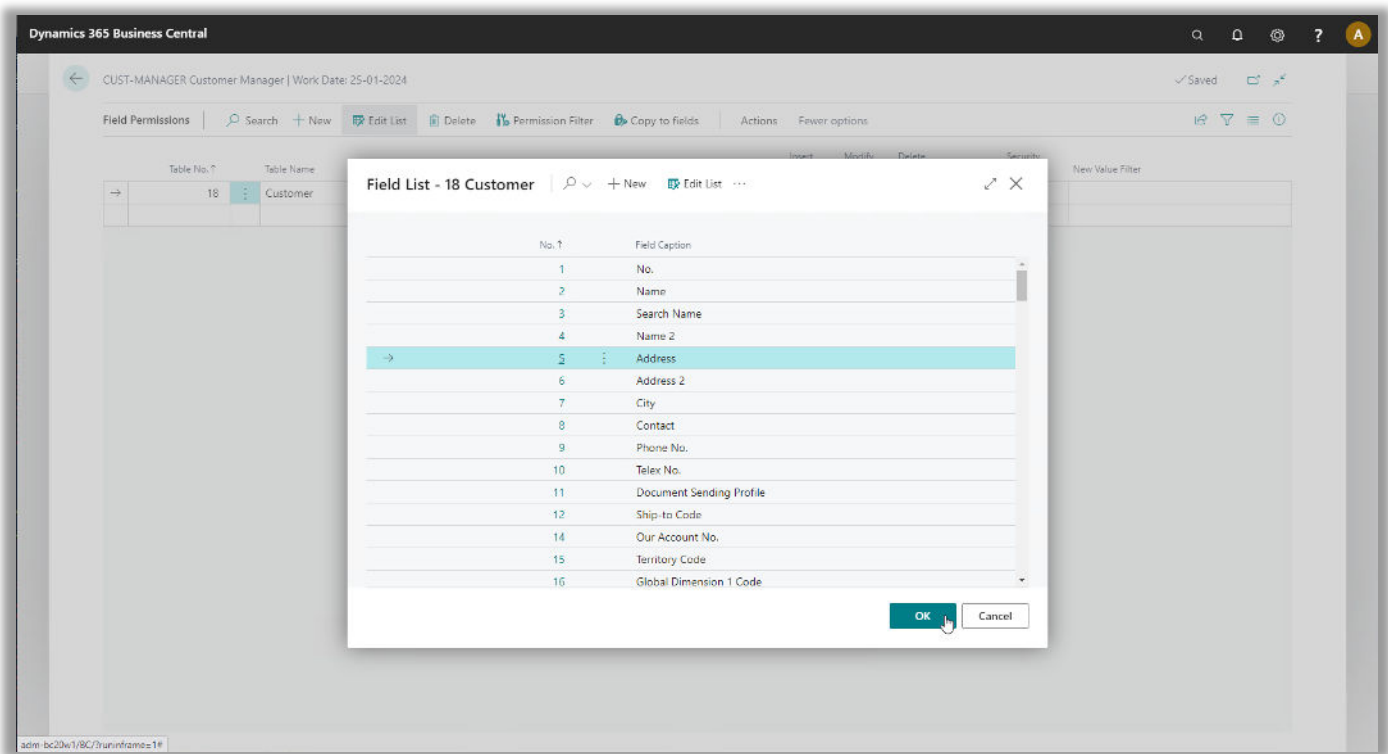 Dynamics 365 Business Central
? A
CUST-MANAGER Customer Manager | Work Date: 25-01-2024
Saved
Field Permissions Search New Edit List Delete Permission Filter Copy to fields Actions Fewer options
Insert Modify Delete Security
Table No. ↑ Table Name New Value Filter
18 Customer
Field List - 18 Customer + New Edit List ...
No. ↑ Field Caption
1 No.
2 Name
3 Search Name
4 Name 2
5 Address
6 Address 2
7 City
8 Contact
9 Phone No.
10 Telex No.
11 Document Sending Profile
12 Ship-to Code
14 Our Account No.
15 Territory Code
16 Global Dimension 1 Code
OK Cancel
adm-bc20w1/BC/?runinframe=1#